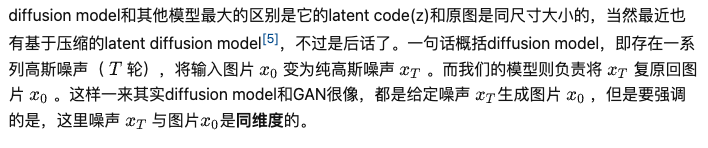 diffusion model和其他模型最大的区别是它的latent code(z)和原图是同尺寸大小的，当然最近也
有基于压缩的latent diffusion model[5]，不过是后话了。一句话概括diffusion model，即存在一系
列高斯噪声（ T 轮），将输入图片 x₀ 变为纯高斯噪声 x_T 。而我们的模型则负责将 x_T 复原回图
片 x₀ 。这样一来其实diffusion model和GAN很像，都是给定噪声 x_T 生成图片 x₀ ，但是要强调
的是，这里噪声 x_T 与图片x₀是同维度的。